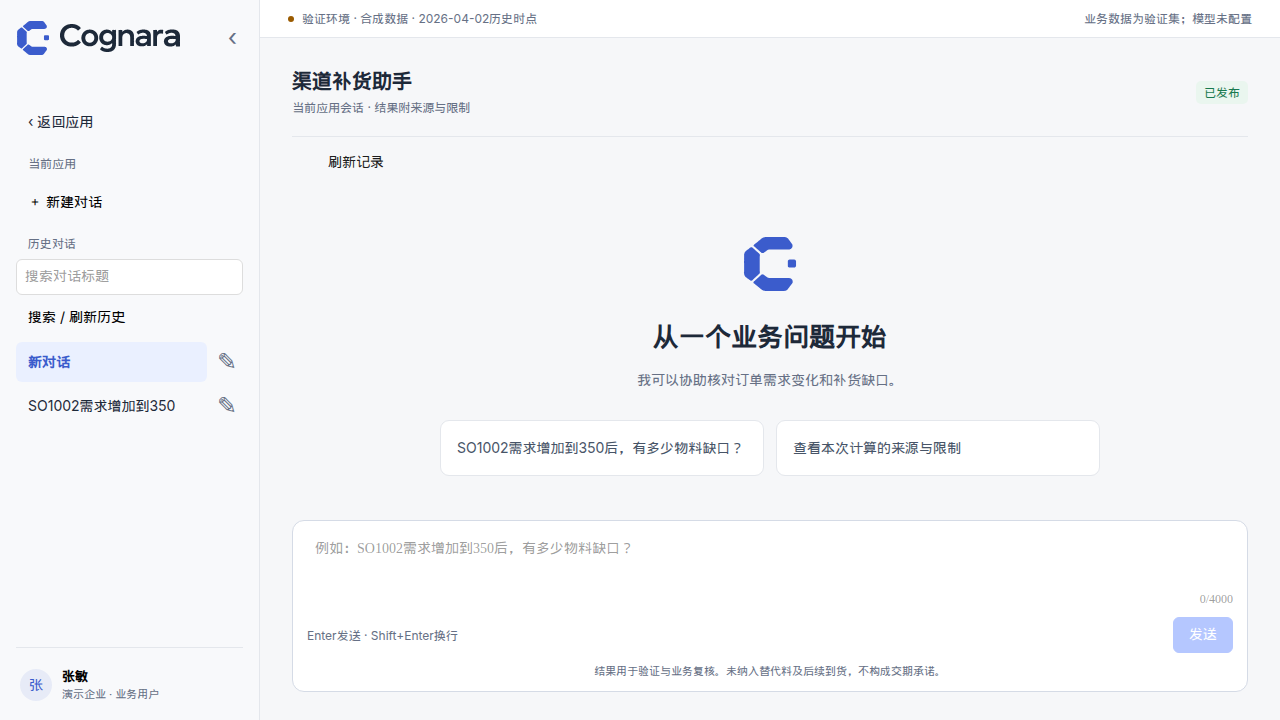 Cognara
‹
‹ 返回应用
当前应用
+ 新建对话
历史对话
搜索对话标题
搜索 / 刷新历史
新对话
SO1002需求增加到350
张
张敏
演示企业 · 业务用户
验证环境 · 合成数据 · 2026-04-02历史时点
业务数据为验证集；模型未配置
渠道补货助手
当前应用会话 · 结果附来源与限制
已发布
刷新记录
从一个业务问题开始
我可以协助核对订单需求变化和补货缺口。
SO1002需求增加到350后，有多少物料缺口？
查看本次计算的来源与限制
例如：SO1002需求增加到350后，有多少物料缺口？
0/4000
Enter发送 · Shift+Enter换行
发送
结果用于验证与业务复核。未纳入替代料及后续到货，不构成交期承诺。